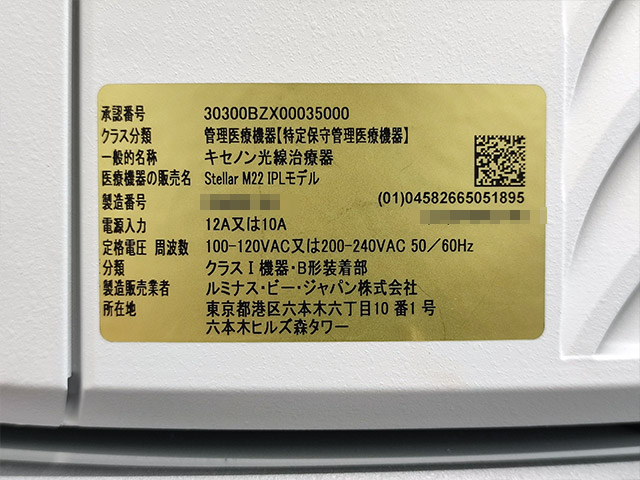 承認番号 30300BZX00035000
クラス分類 管理医療機器【特定保守管理医療機器】
一般的名称 キセノン光線治療器
医療機器の販売名 Stellar M22 IPLモデル
製造番号
(01)04582665051895
電源入力 12A又は10A
定格電圧 周波数 100-120VAC又は200-240VAC 50/60Hz
分類 クラスⅠ機器・B形装着部
製造販売業者 ルミナス・ビー・ジャパン株式会社
所在地 東京都港区六本木六丁目10番1号
六本木ヒルズ森タワー